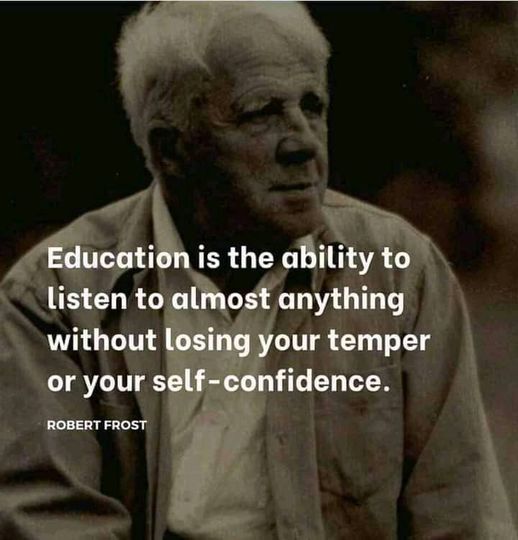 Education is the ability to
listen to almost anything
without losing your temper
or your self-confidence.
ROBERT FROST